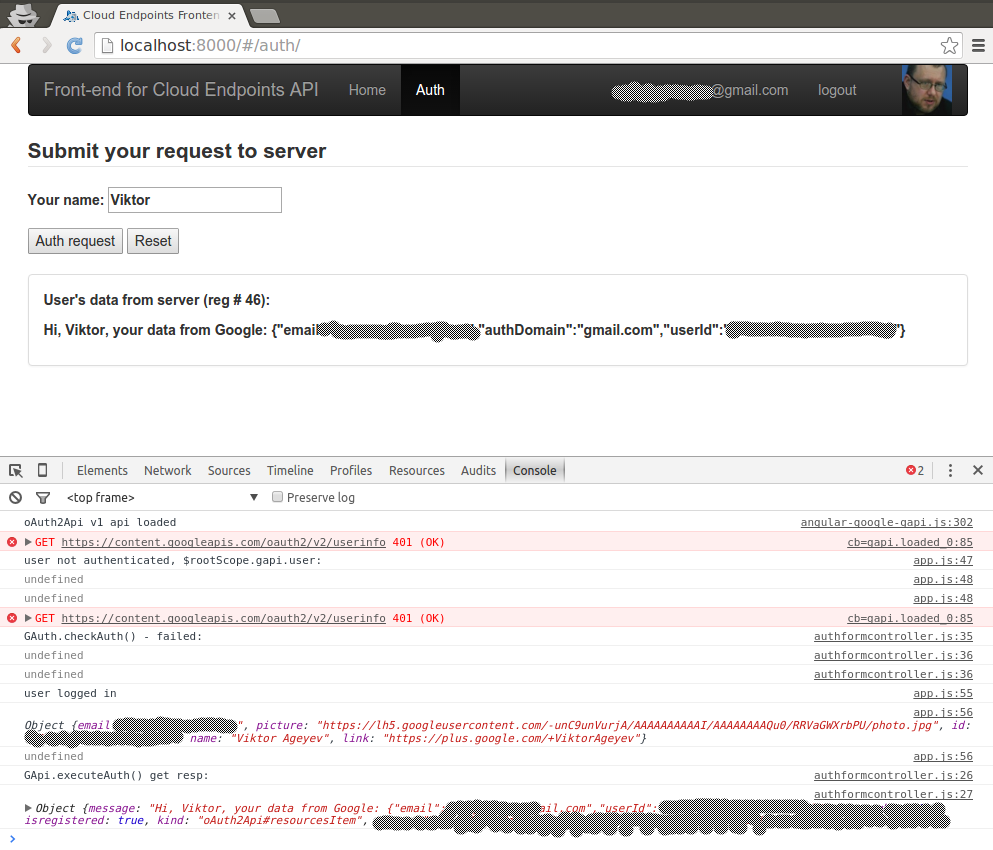 Cloud Endpoints Fronten
localhost:8000/#/auth/
Front-end for Cloud Endpoints API Home Auth @gmail.com logout
Submit your request to server
Your name: Viktor
Auth request Reset
User's data from server (reg # 46):
Hi, Viktor, your data from Google: {"email "authDomain":"gmail.com","userId":" "}
Elements Network Sources Timeline Profiles Resources Audits Console 2
<top frame> Preserve log
oAuth2Api v1 api loaded angular-google-gapi.js:302
GET https://content.googleapis.com/oauth2/v2/userinfo 401 (OK) cb=gapi.loaded_0:85
user not authenticated, $rootScope.gapi.user: app.js:47
undefined app.js:48
undefined app.js:48
GET https://content.googleapis.com/oauth2/v2/userinfo 401 (OK) cb=gapi.loaded_0:85
GAuth.checkAuth() - failed: authformcontroller.js:35
undefined authformcontroller.js:36
undefined authformcontroller.js:36
user logged in app.js:55
app.js:56
Object {email ", picture: "https://lh5.googleusercontent.com/-unC9unVurjA/AAAAAAAAAAI/AAAAAAAAQu0/RRVaGWXrbPU/photo.jpg", id:
name: "Viktor Ageyev", link: "https://plus.google.com/+ViktorAgeyev"}
undefined app.js:56
GApi.executeAuth() get resp: authformcontroller.js:26
authformcontroller.js:27
Object {message: "Hi, Viktor, your data from Google: {"email": ail.com","userId":
isregistered: true, kind: "oAuth2Api#resourcesItem",